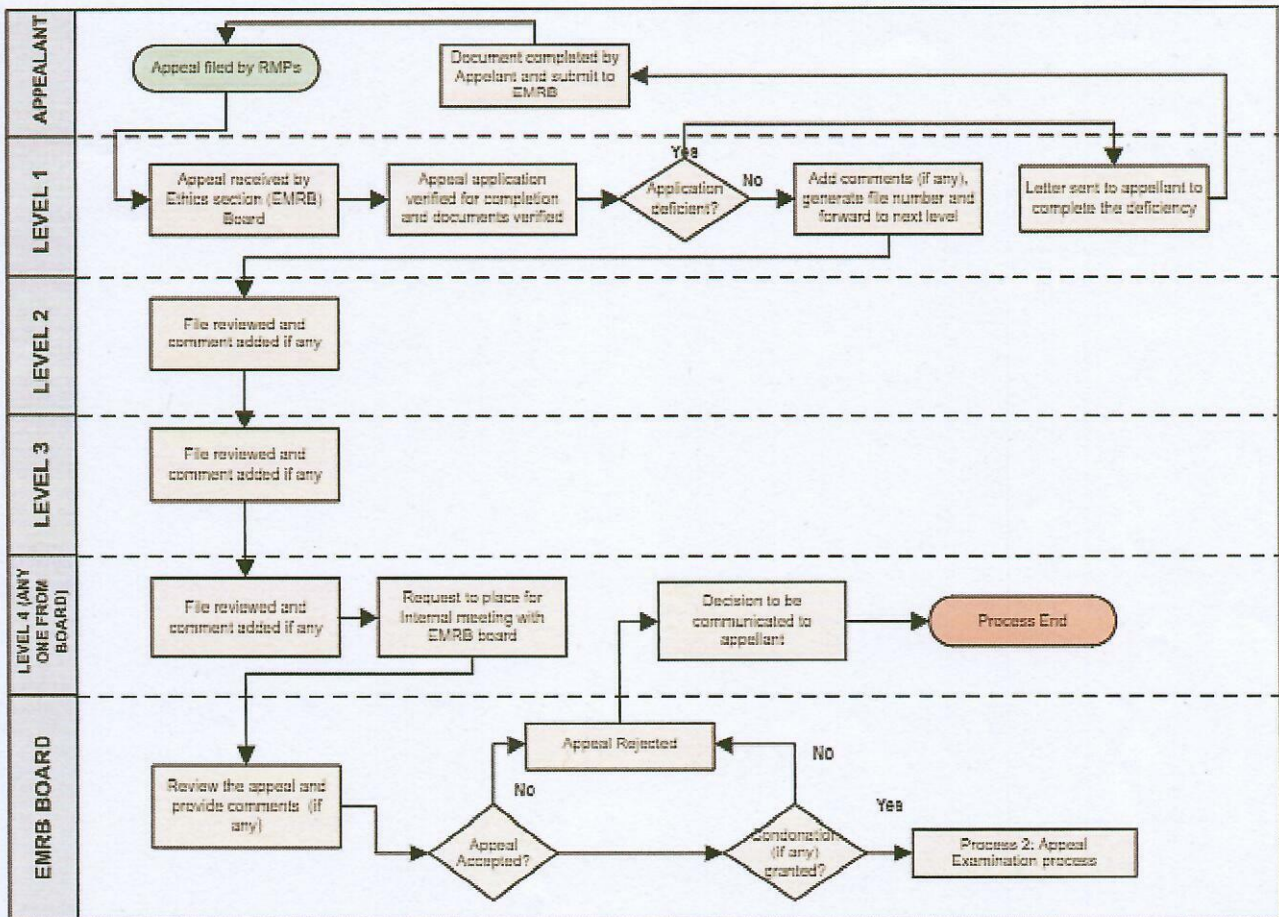 APPEALANT
Appeal filed by RMPs
Document completed by
Appelant and submit to
EMRB
LEVEL 1
Appeal received by
Ethics section (EMRB)
Board
Appeal application
verified for completion
and documents verified
Yes
Application
deficient?
No
Add comments (if any),
generate file number and
forward to next level
Letter sent to appellant to
complete the deficiency
LEVEL 2
File reviewed and
comment added if any
LEVEL 3
File reviewed and
comment added if any
LEVEL 4 (ANY
ONE FROM
BOARD)
File reviewed and
comment added if any
Request to place for
Internal meeting with
EMRB board
Decision to be
communicated to
appellant
Process End
EMRB BOARD
Review the appeal and
provide comments (if
any)
Appeal
Accepted?
No
Appeal Rejected
No
Condonation
(if any)
granted?
Yes
Process 2: Appeal
Examination process